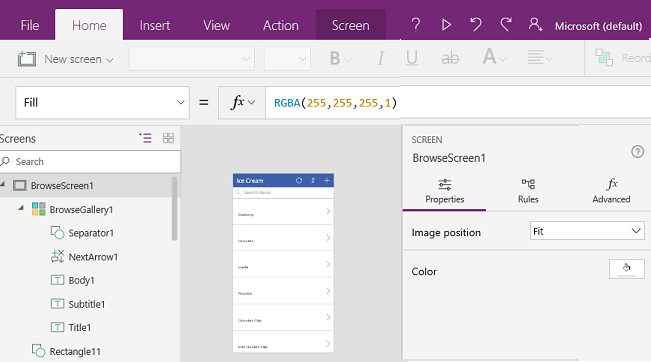 File Home Insert View Action Screen ? Microsoft (default)
New screen B I U ab A Reord
Fill = fx RGBA(255,255,255,1)
Screens
Search
BrowseScreen1
BrowseGallery1
Separator1
NextArrow1
Body1
Subtitle1
Title1
Rectangle11
Ice Cream
Search items
Strawberry
Chocolate
Vanilla
Pistachio
Chocolate Chip
Mint Chocolate Chip
SCREEN
BrowseScreen1
Properties Rules Advanced
Image position Fit
Color